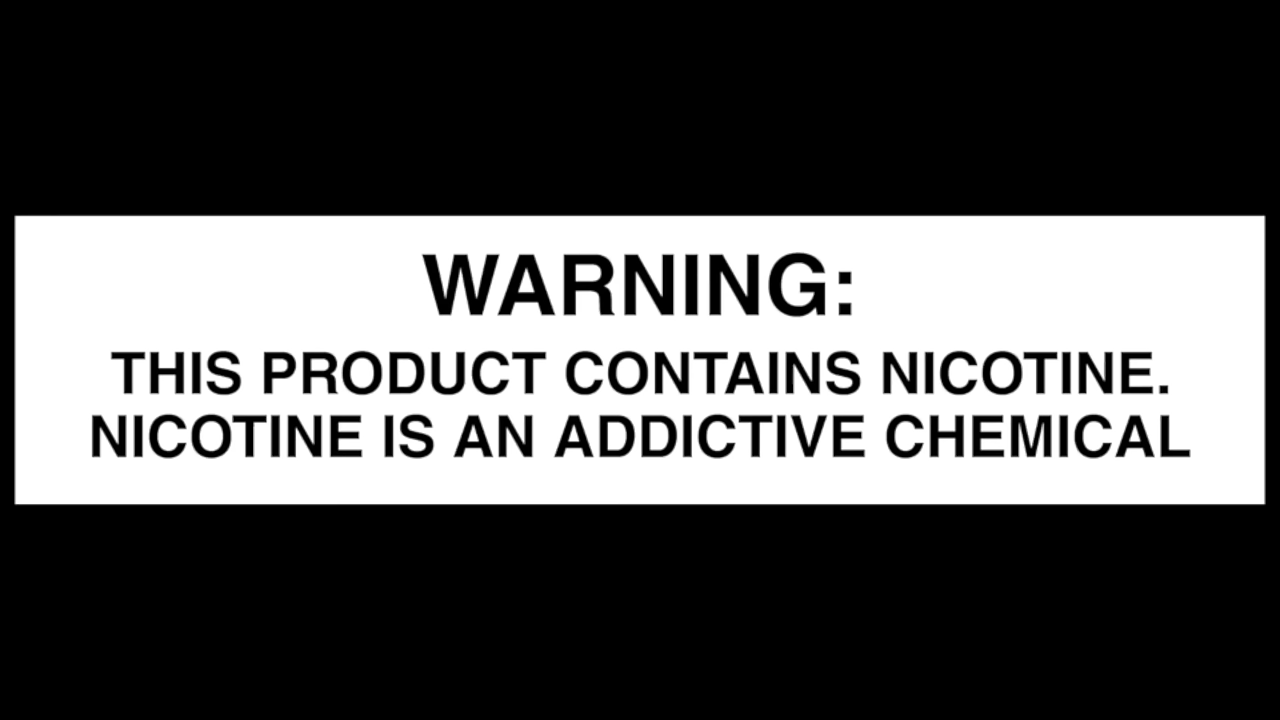 WARNING:
THIS PRODUCT CONTAINS NICOTINE.
NICOTINE IS AN ADDICTIVE CHEMICAL